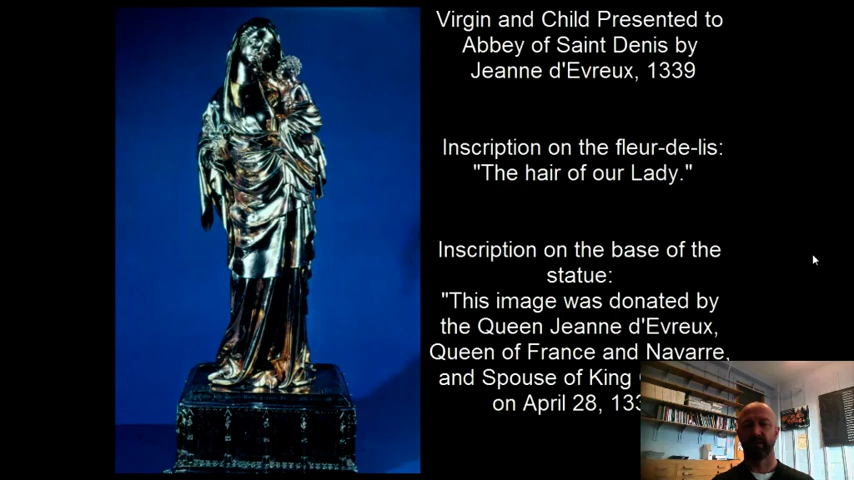 Virgin and Child Presented to
Abbey of Saint Denis by
Jeanne d'Evreux, 1339
Inscription on the fleur-de-lis:
"The hair of our Lady."
Inscription on the base of the
statue:
"This image was donated by
the Queen Jeanne d'Evreux,
Queen of France and Navarre,
and Spouse of King
on April 28,